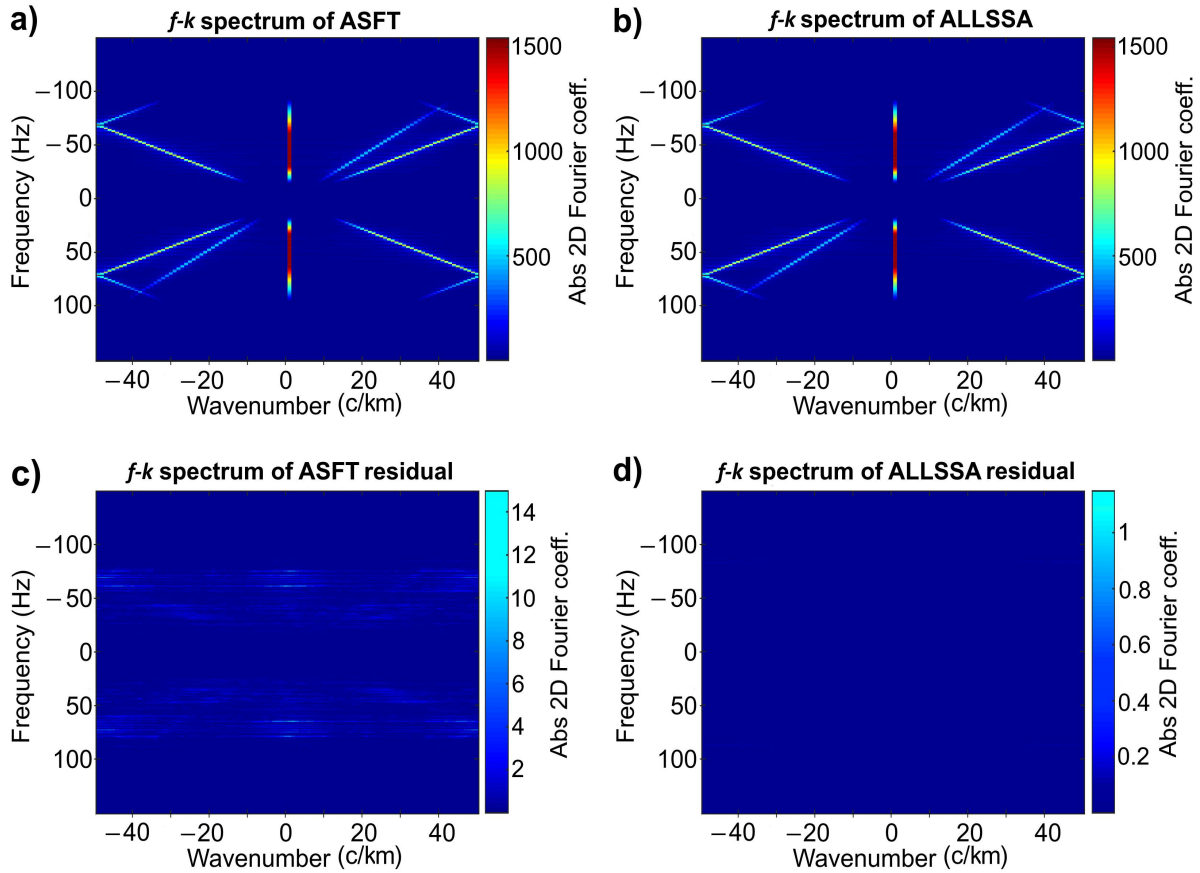 a)
f-k spectrum of ASFT
−100
−50
0
50
100
Frequency (Hz)
−40
−20
0
20
40
Wavenumber (c/km)
1500
1000
500
Abs 2D Fourier coeff.
b)
f-k spectrum of ALLSSA
−100
−50
0
50
100
Frequency (Hz)
−40
−20
0
20
40
Wavenumber (c/km)
1500
1000
500
Abs 2D Fourier coeff.
c)
f-k spectrum of ASFT residual
−100
−50
0
50
100
Frequency (Hz)
−40
−20
0
20
40
Wavenumber (c/km)
14
12
10
8
6
4
2
Abs 2D Fourier coeff.
d)
f-k spectrum of ALLSSA residual
−100
−50
0
50
100
Frequency (Hz)
−40
−20
0
20
40
Wavenumber (c/km)
1
0.8
0.6
0.4
0.2
Abs 2D Fourier coeff.